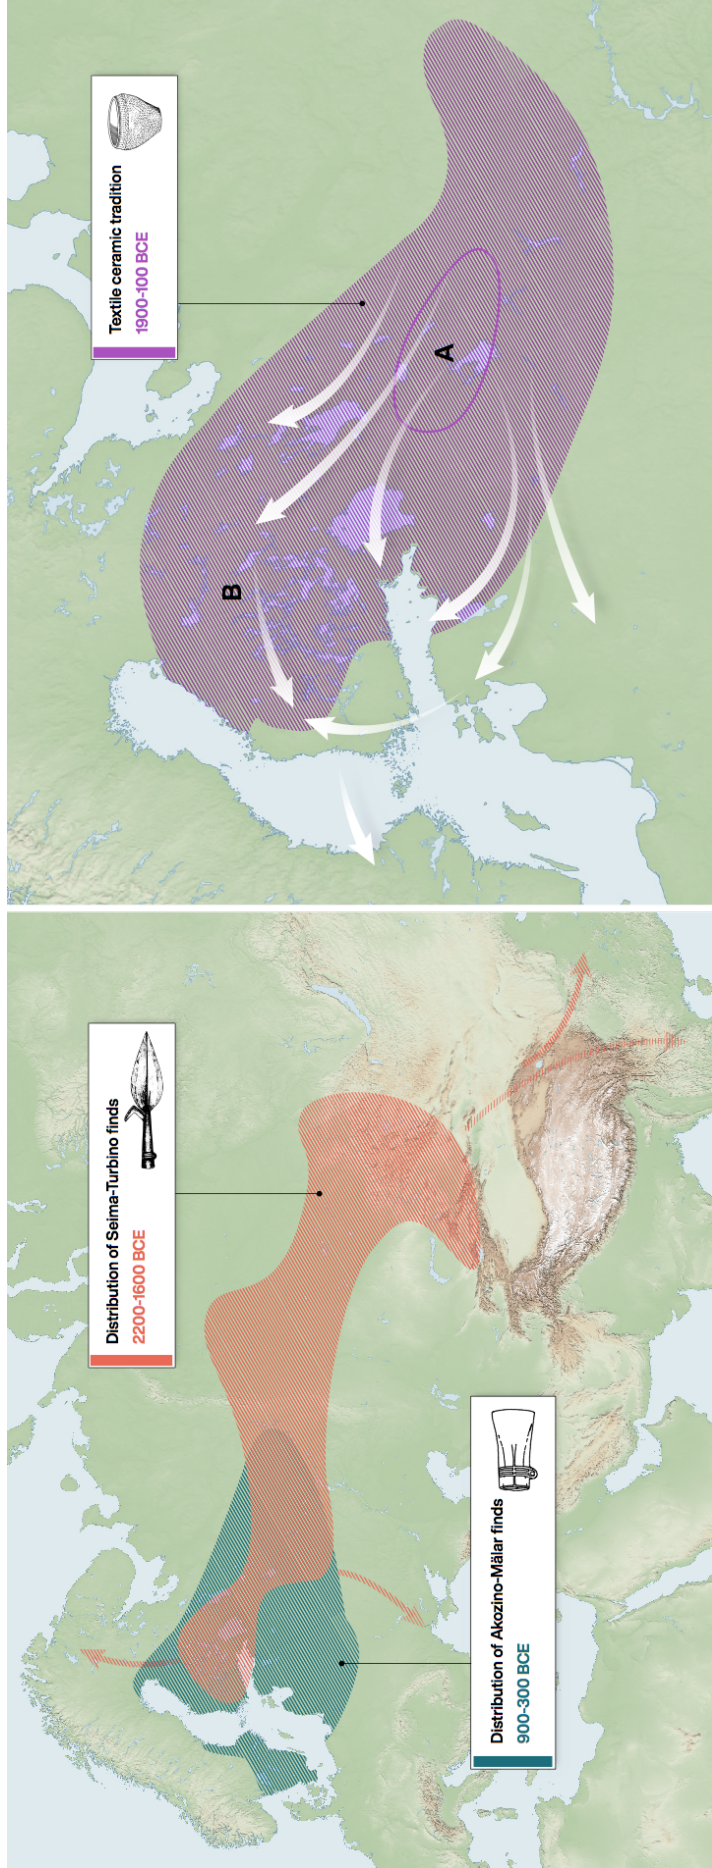 Distribution of Seima-Turbino finds
2200-1600 BCE
Distribution of Akozino-Mälar finds
900-300 BCE
Textile ceramic tradition
1900-100 BCE
A
B